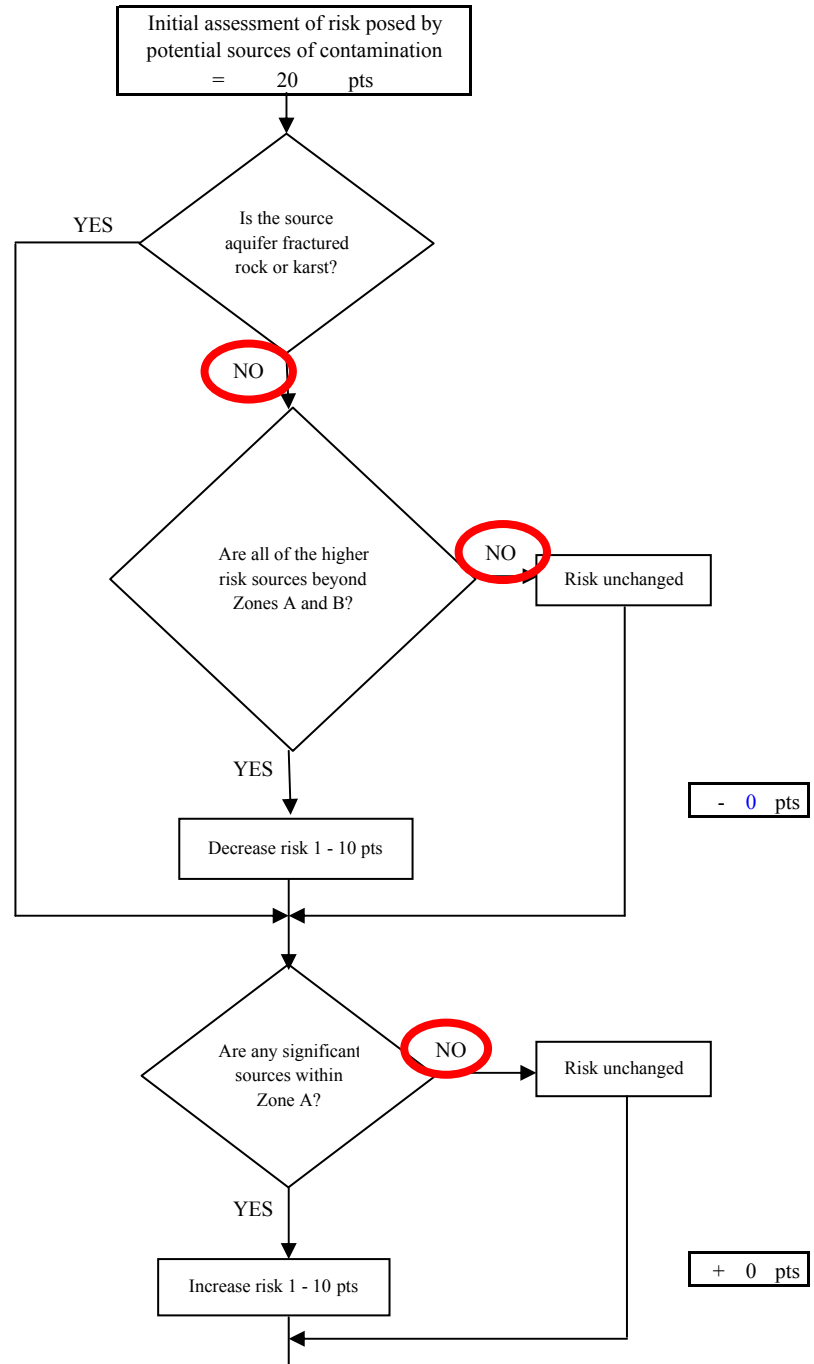 Initial assessment of risk posed by
potential sources of contamination
= 20 pts
YES
Is the source
aquifer fractured
rock or karst?
NO
Are all of the higher
risk sources beyond
Zones A and B?
NO
Risk unchanged
YES
- 0 pts
Decrease risk 1 - 10 pts
Are any significant
sources within
Zone A?
NO
Risk unchanged
YES
+ 0 pts
Increase risk 1 - 10 pts